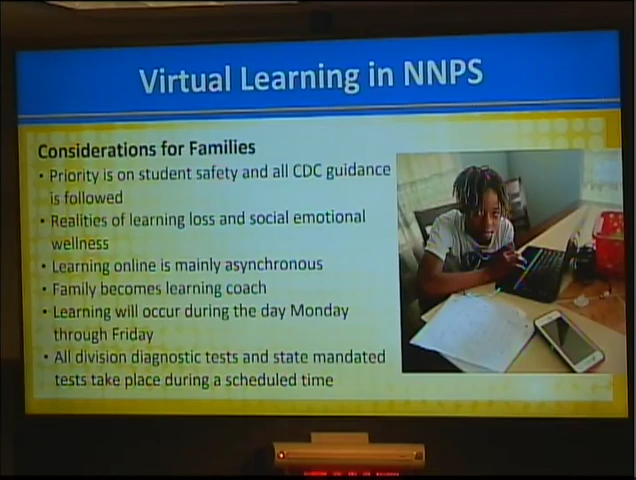 Virtual Learning in NNPS
Considerations for Families
• Priority is on student safety and all CDC guidance
is followed
• Realities of learning loss and social emotional
wellness
• Learning online is mainly asynchronous
• Family becomes learning coach
• Learning will occur during the day Monday
through Friday
• All division diagnostic tests and state mandated
tests take place during a scheduled time